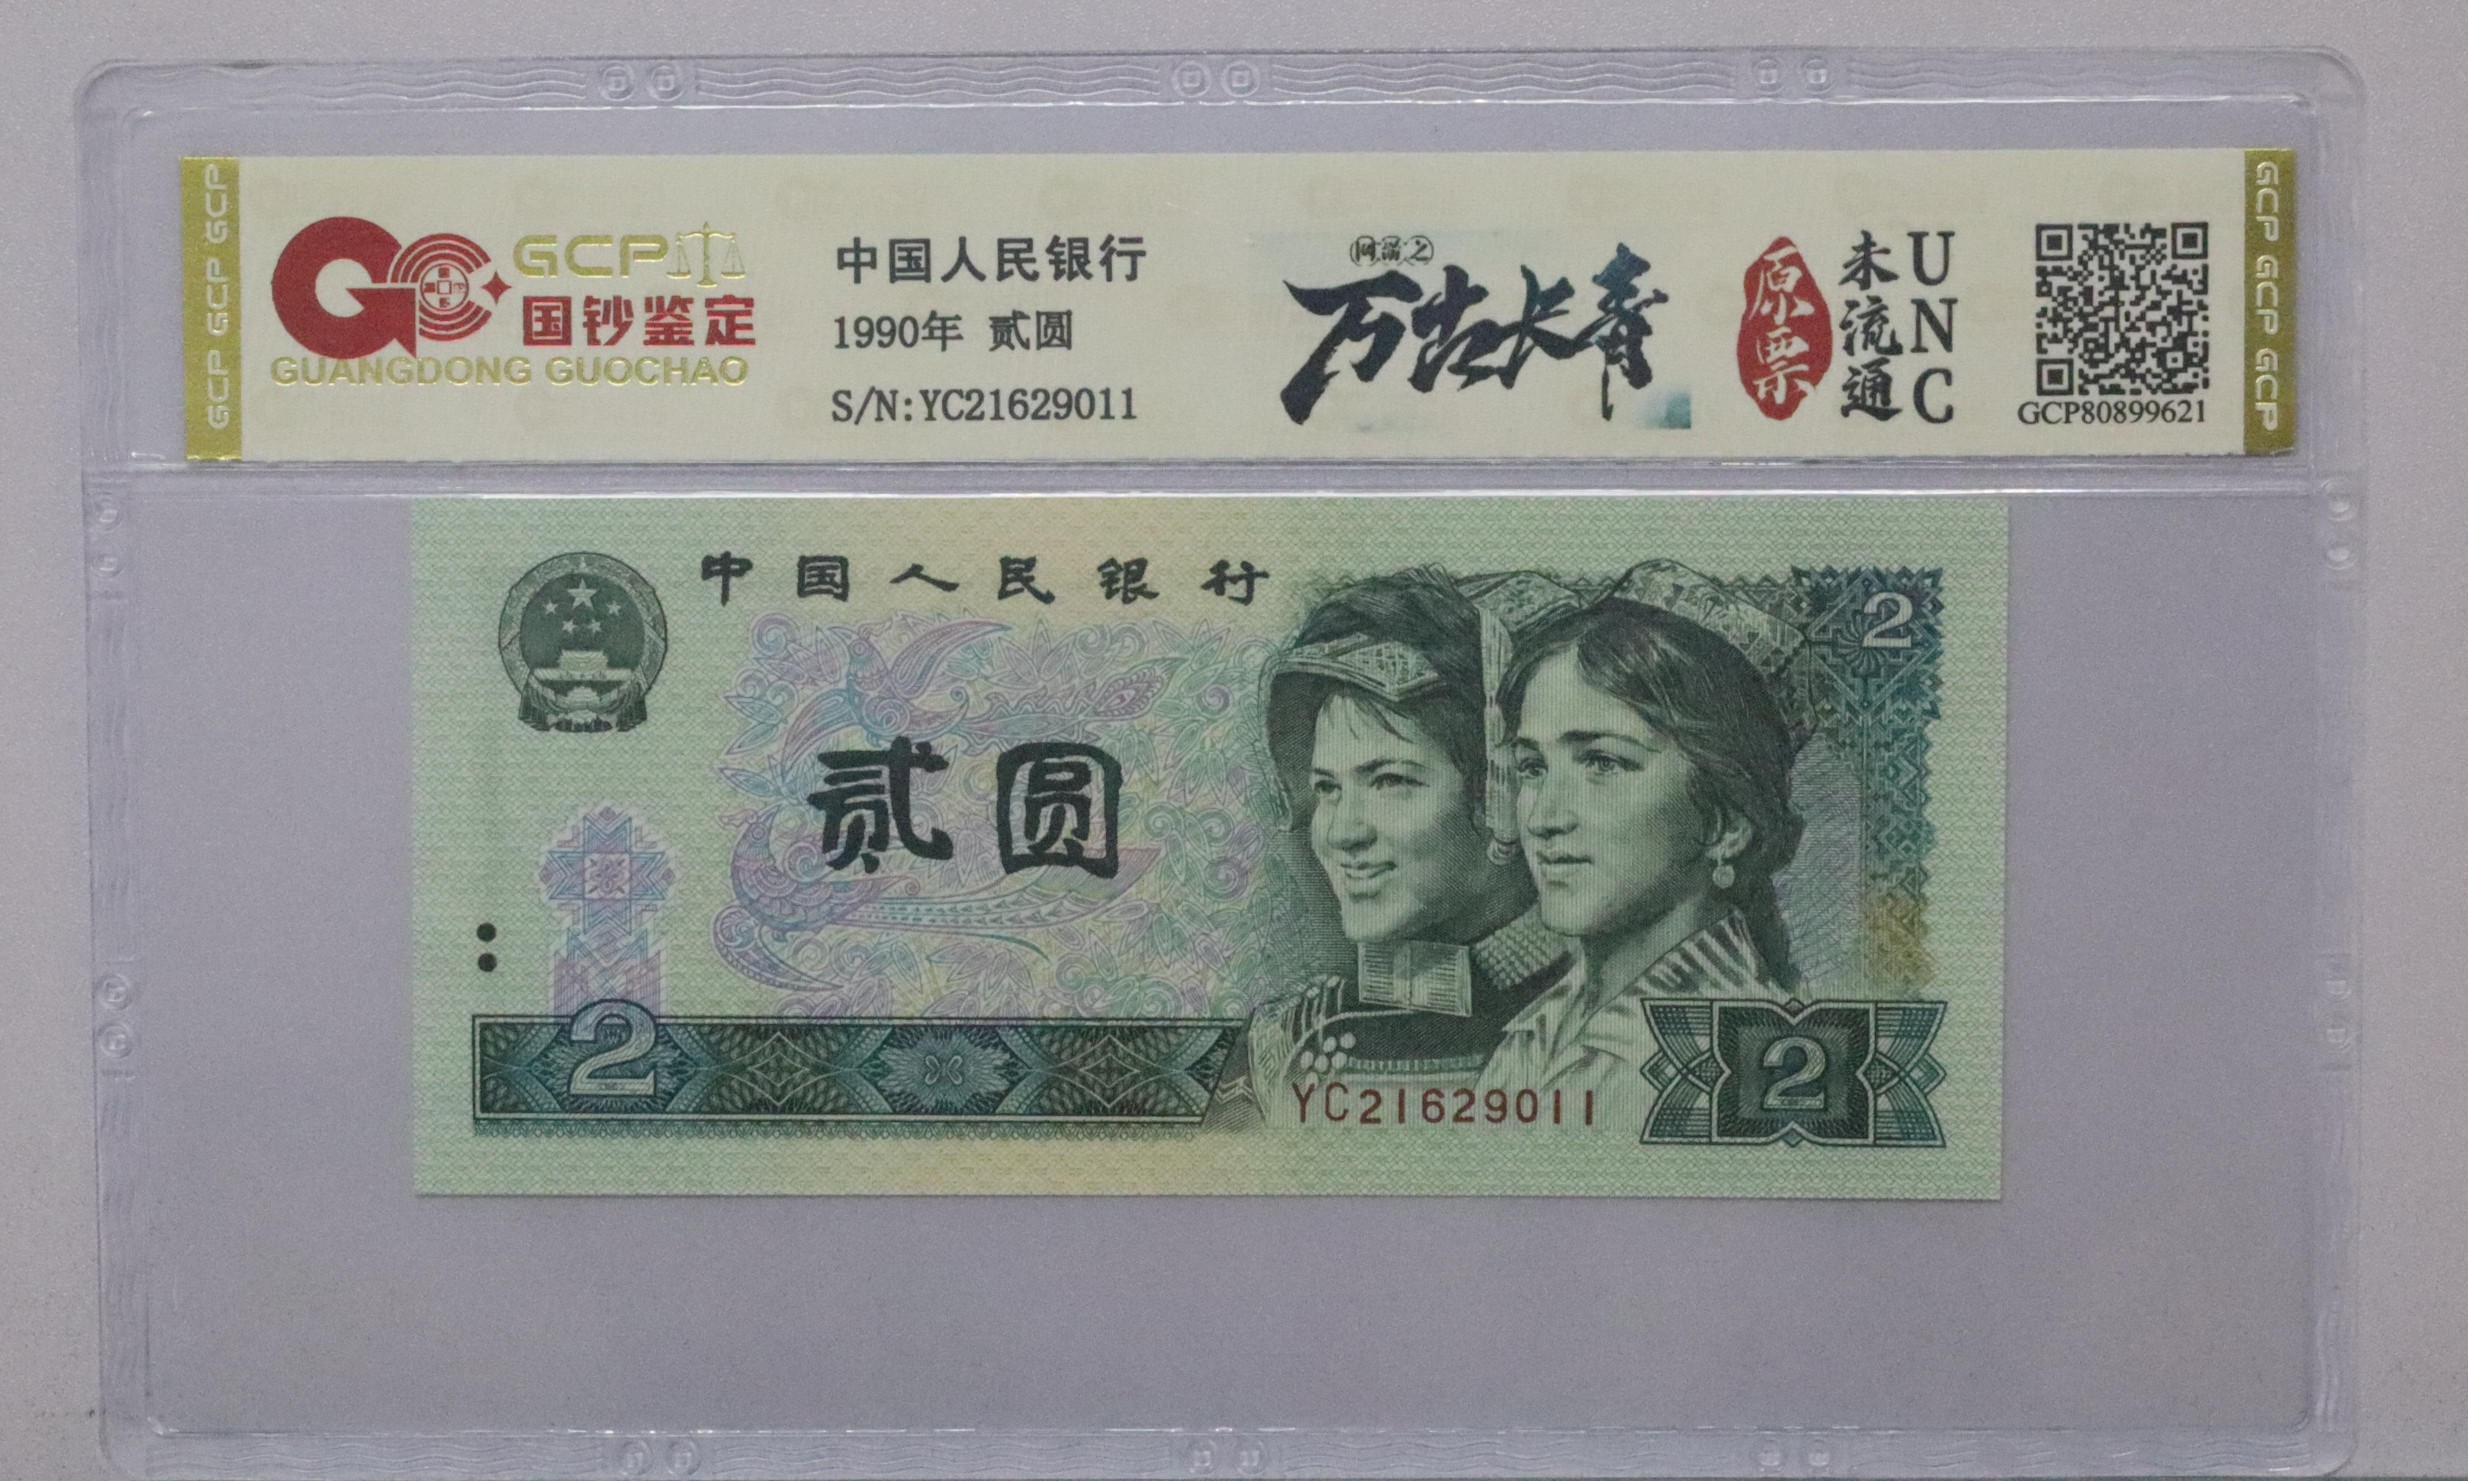 GCP GCP GCP
GCP
国钞鉴定
GUANGDONG GUOCHAO
中国人民银行
1990年 贰圆
S/N:YC21629011
万古长青
原票
未流通
UNC
GCP80899621
GCP GCP GCP
中国人民银行
2
贰圆
2
YC21629011
2